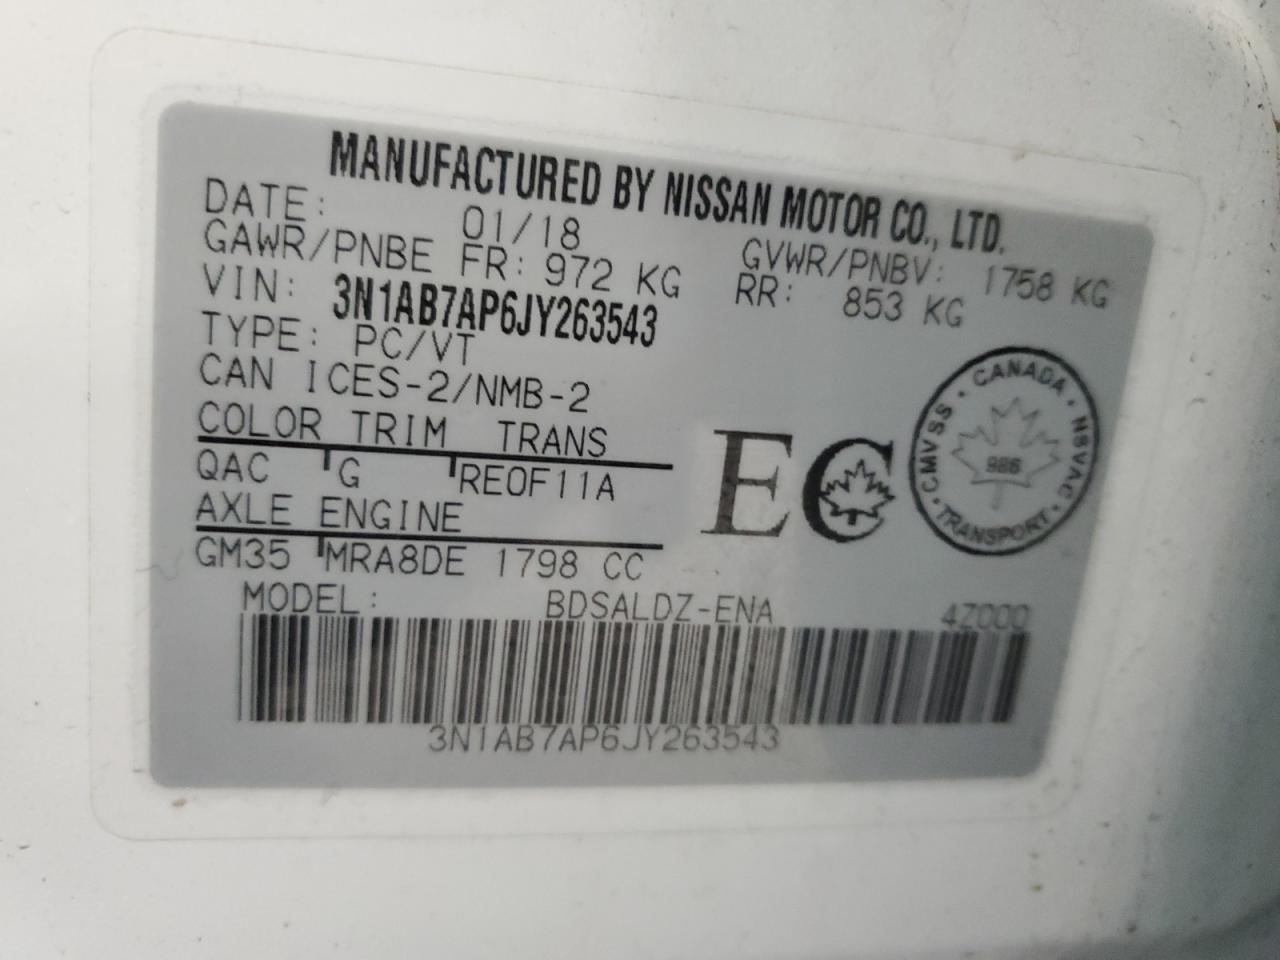 MANUFACTURED BY NISSAN MOTOR CO., LTD.
DATE: 01/18 GVWR/PNBV: 1758 KG
GAWR/PNBE FR: 972 KG RR: 853 KG
VIN: 3N1AB7AP6JY263543
TYPE: PC/VT
CAN ICES-2/NMB-2
COLOR TRIM TRANS
QAC G RE0F11A
AXLE ENGINE
GM35 MRA8DE 1798 CC
EC
CANADA · NSVAC · TRANSPORT · CMVSS ·
986
MODEL: BDSALDZ-ENA 4Z000
3N1AB7AP6JY263543